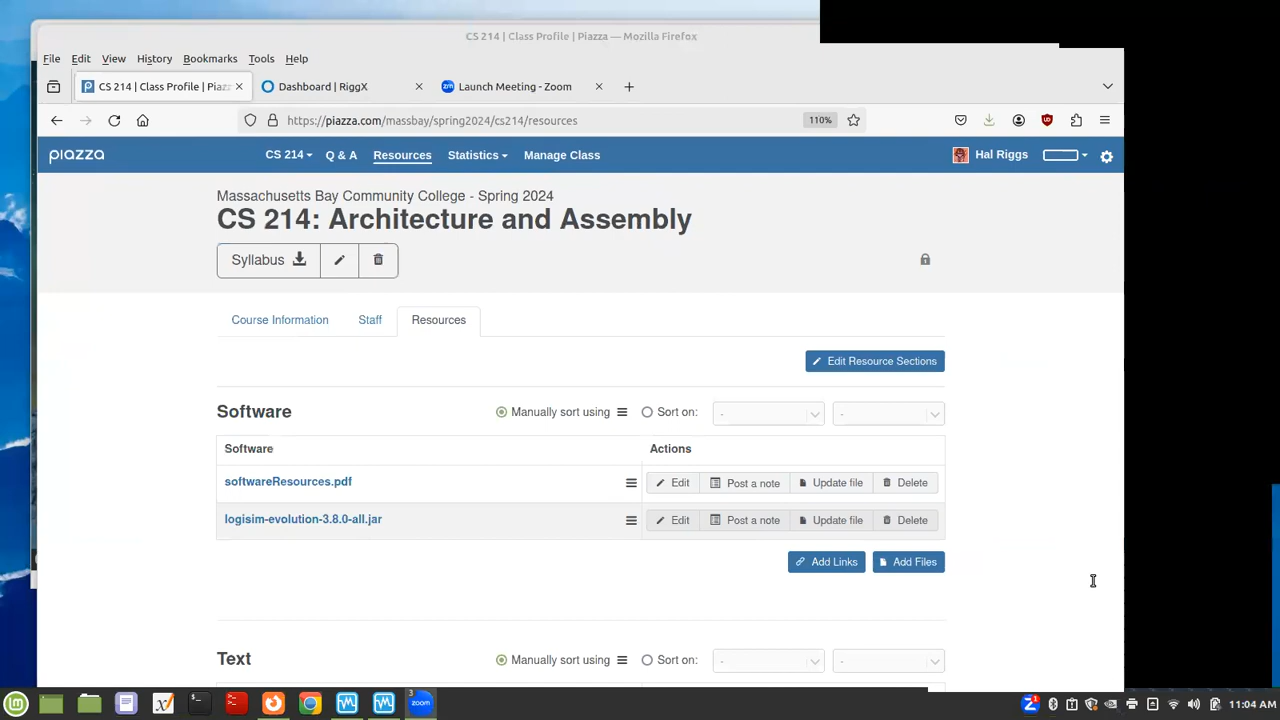 CS 214 | Class Profile | Piazza — Mozilla Firefox
File Edit View History Bookmarks Tools Help
CS 214 | Class Profile | Piazz Dashboard | RiggX Launch Meeting - Zoom
https://piazza.com/massbay/spring2024/cs214/resources 110%
piazza CS 214 Q & A Resources Statistics Manage Class Hal Riggs
Massachusetts Bay Community College - Spring 2024
CS 214: Architecture and Assembly
Syllabus
Course Information Staff Resources
Edit Resource Sections
Software Manually sort using Sort on: - -
Software Actions
softwareResources.pdf Edit Post a note Update file Delete
logisim-evolution-3.8.0-all.jar Edit Post a note Update file Delete
Add Links Add Files
Text Manually sort using Sort on: - -
zoom 3 11:04 AM